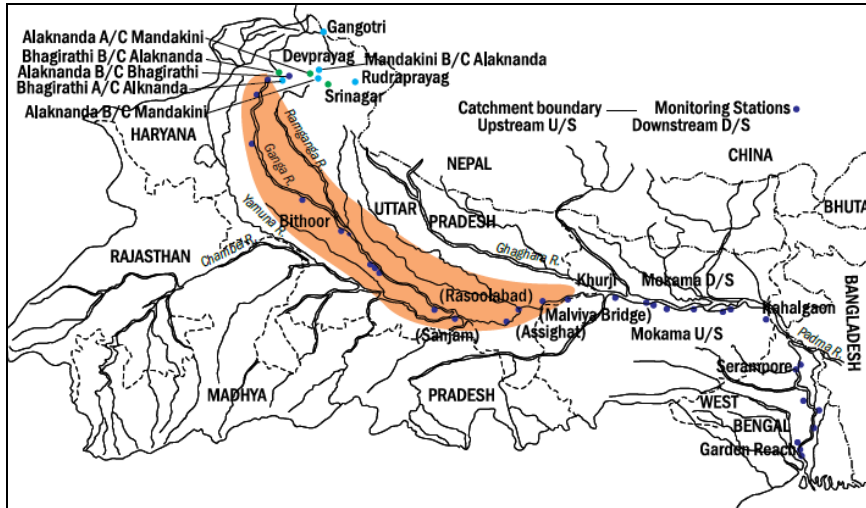 Gangotri
Alaknanda A/C Mandakini
Devprayag
Bhagirathi B/C Alaknanda
Mandakini B/C Alaknanda
Alaknanda B/C Bhagirathi
Rudraprayag
Bhagirathi A/C Alknanda
Srinagar
Alaknanda B/C Mandakini
Catchment boundary
Monitoring Stations
Upstream U/S
Downstream D/S
HARYANA
Ramganga R.
NEPAL
CHINA
Ganga R.
BHUTA
Yamuna R.
UTTAR
PRADESH
Bithoor
Chambal R.
Ghaghara R.
RAJASTHAN
Khurji
Mokama D/S
(Rasoolabad)
Kahalgaon
(Malviya Bridge)
BANGLADESH
(Sanjam)
(Assighat)
Mokama U/S
Padma R.
Serampore
MADHYA
PRADESH
WEST
BENGAL
Garden Reach